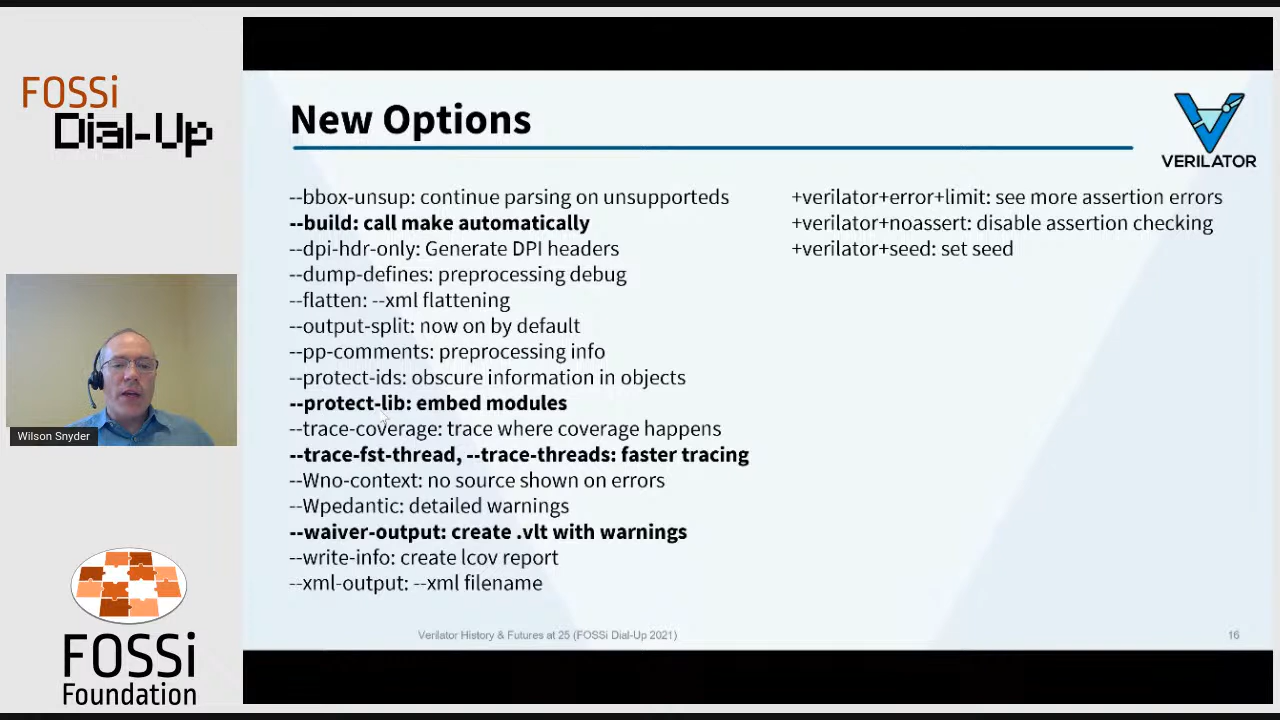 FOSSi
Dial-Up
New Options
VERILATOR
--bbox-unsup: continue parsing on unsupporteds
--build: call make automatically
--dpi-hdr-only: Generate DPI headers
--dump-defines: preprocessing debug
--flatten: --xml flattening
--output-split: now on by default
--pp-comments: preprocessing info
--protect-ids: obscure information in objects
--protect-lib: embed modules
--trace-coverage: trace where coverage happens
--trace-fst-thread, --trace-threads: faster tracing
--Wno-context: no source shown on errors
--Wpedantic: detailed warnings
--waiver-output: create .vlt with warnings
--write-info: create lcov report
--xml-output: --xml filename
+verilator+error+limit: see more assertion errors
+verilator+noassert: disable assertion checking
+verilator+seed: set seed
Wilson Snyder
FOSSi
Foundation
Verilator History & Futures at 25 (FOSSi Dial-Up 2021)
16